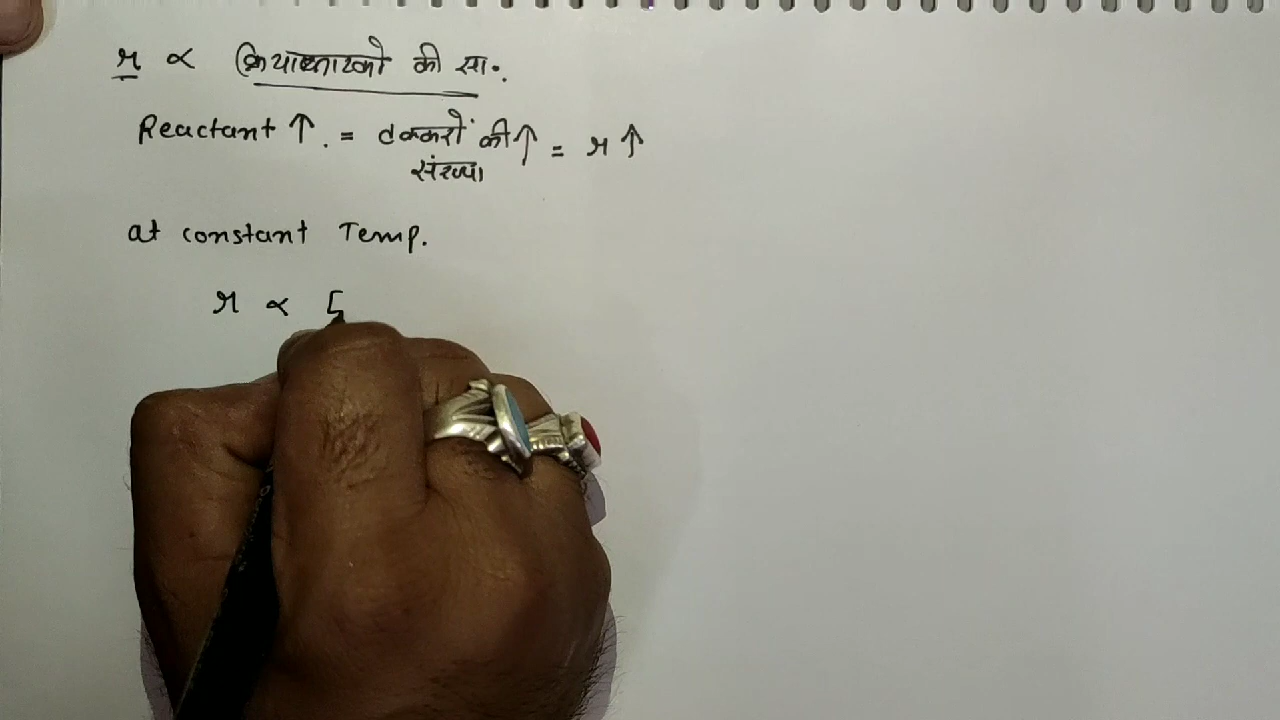 r ∝ क्रियाकारको की सा.
Reactant ↑. = टक्करों की ↑ = r ↑
संख्या
at constant Temp.
r ∝ [